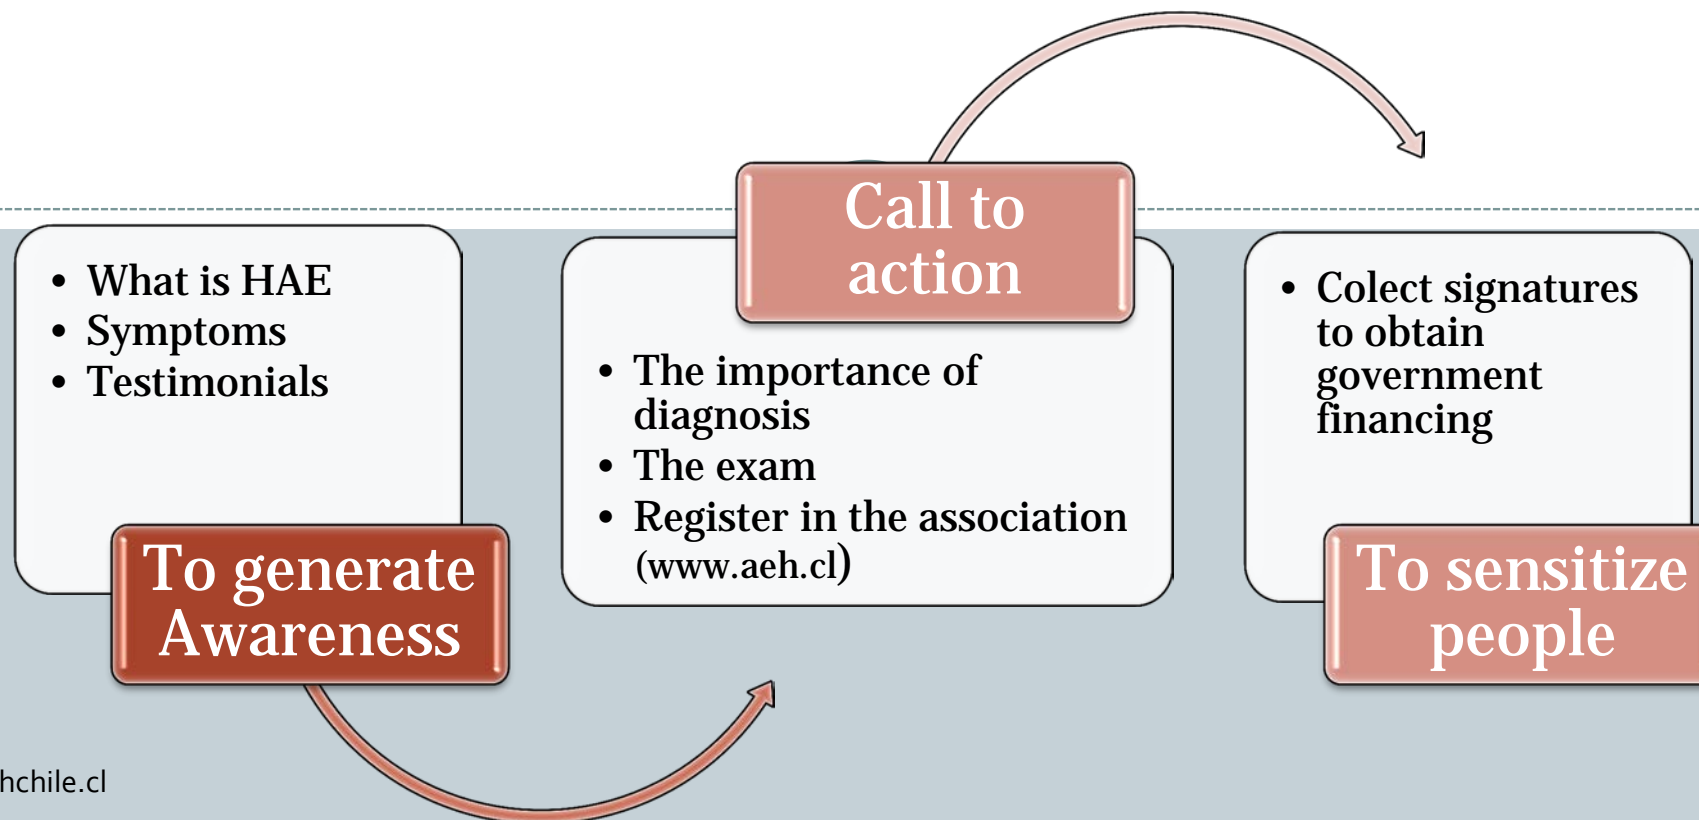 • What is HAE
• Symptoms
• Testimonials
To generate
Awareness
Call to
action
• The importance of
diagnosis
• The exam
• Register in the association
(www.aeh.cl)
• Colect signatures
to obtain
government
financing
To sensitize
people
hchile.cl